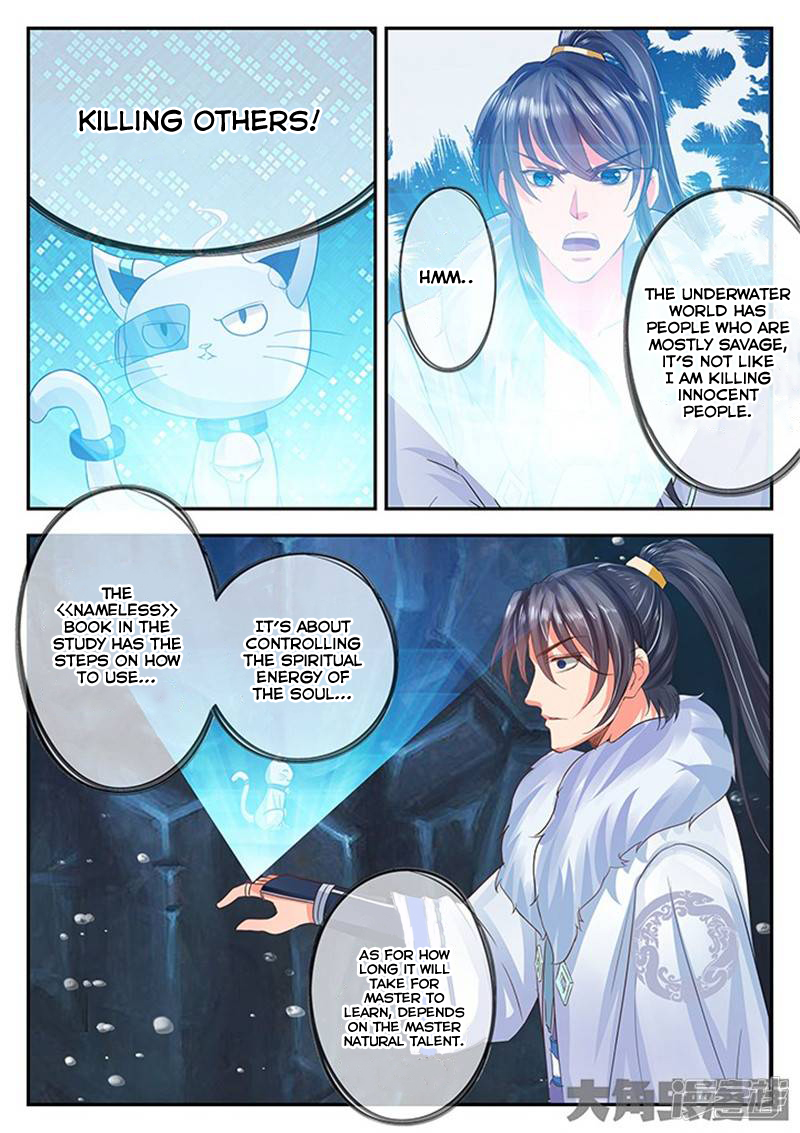 KILLING OTHERS!
HMM..
THE UNDERWATER
WORLD HAS
PEOPLE WHO ARE
MOSTLY SAVAGE,
IT'S NOT LIKE
I AM KILLING
INNOCENT
PEOPLE.
THE
<<NAMELESS>>
BOOK IN THE
STUDY HAS THE
STEPS ON HOW
TO USE...
IT'S ABOUT
CONTROLLING
THE SPIRITUAL
ENERGY OF
THE SOUL...
AS FOR HOW
LONG IT WILL
TAKE FOR
MASTER TO
LEARN, DEPENDS
ON THE MASTER
NATURAL TALENT.
大角虫